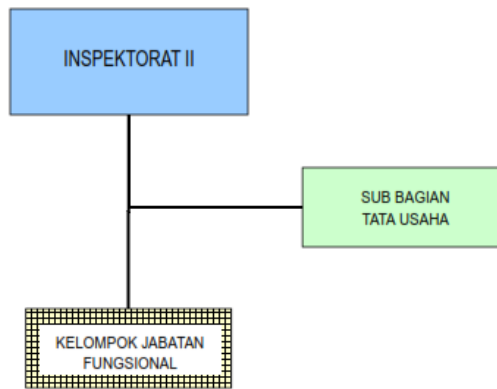 INSPEKTORAT II
SUB BAGIAN
TATA USAHA
KELOMPOK JABATAN
FUNGSIONAL